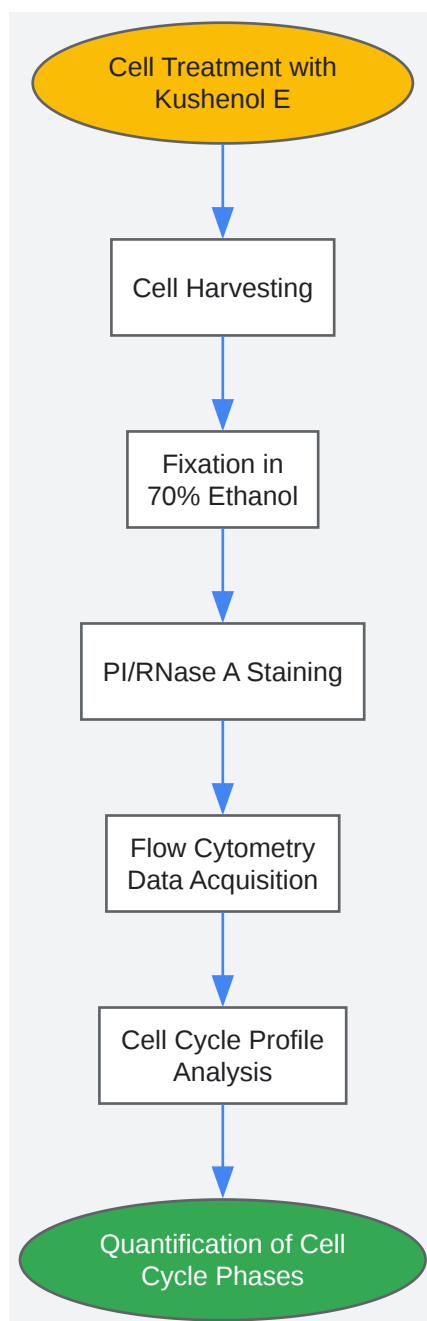 Cell Treatment with
Kushenol E
Cell Harvesting
Fixation in
70% Ethanol
PI/RNase A Staining
Flow Cytometry
Data Acquisition
Cell Cycle Profile
Analysis
Quantification of Cell
Cycle Phases